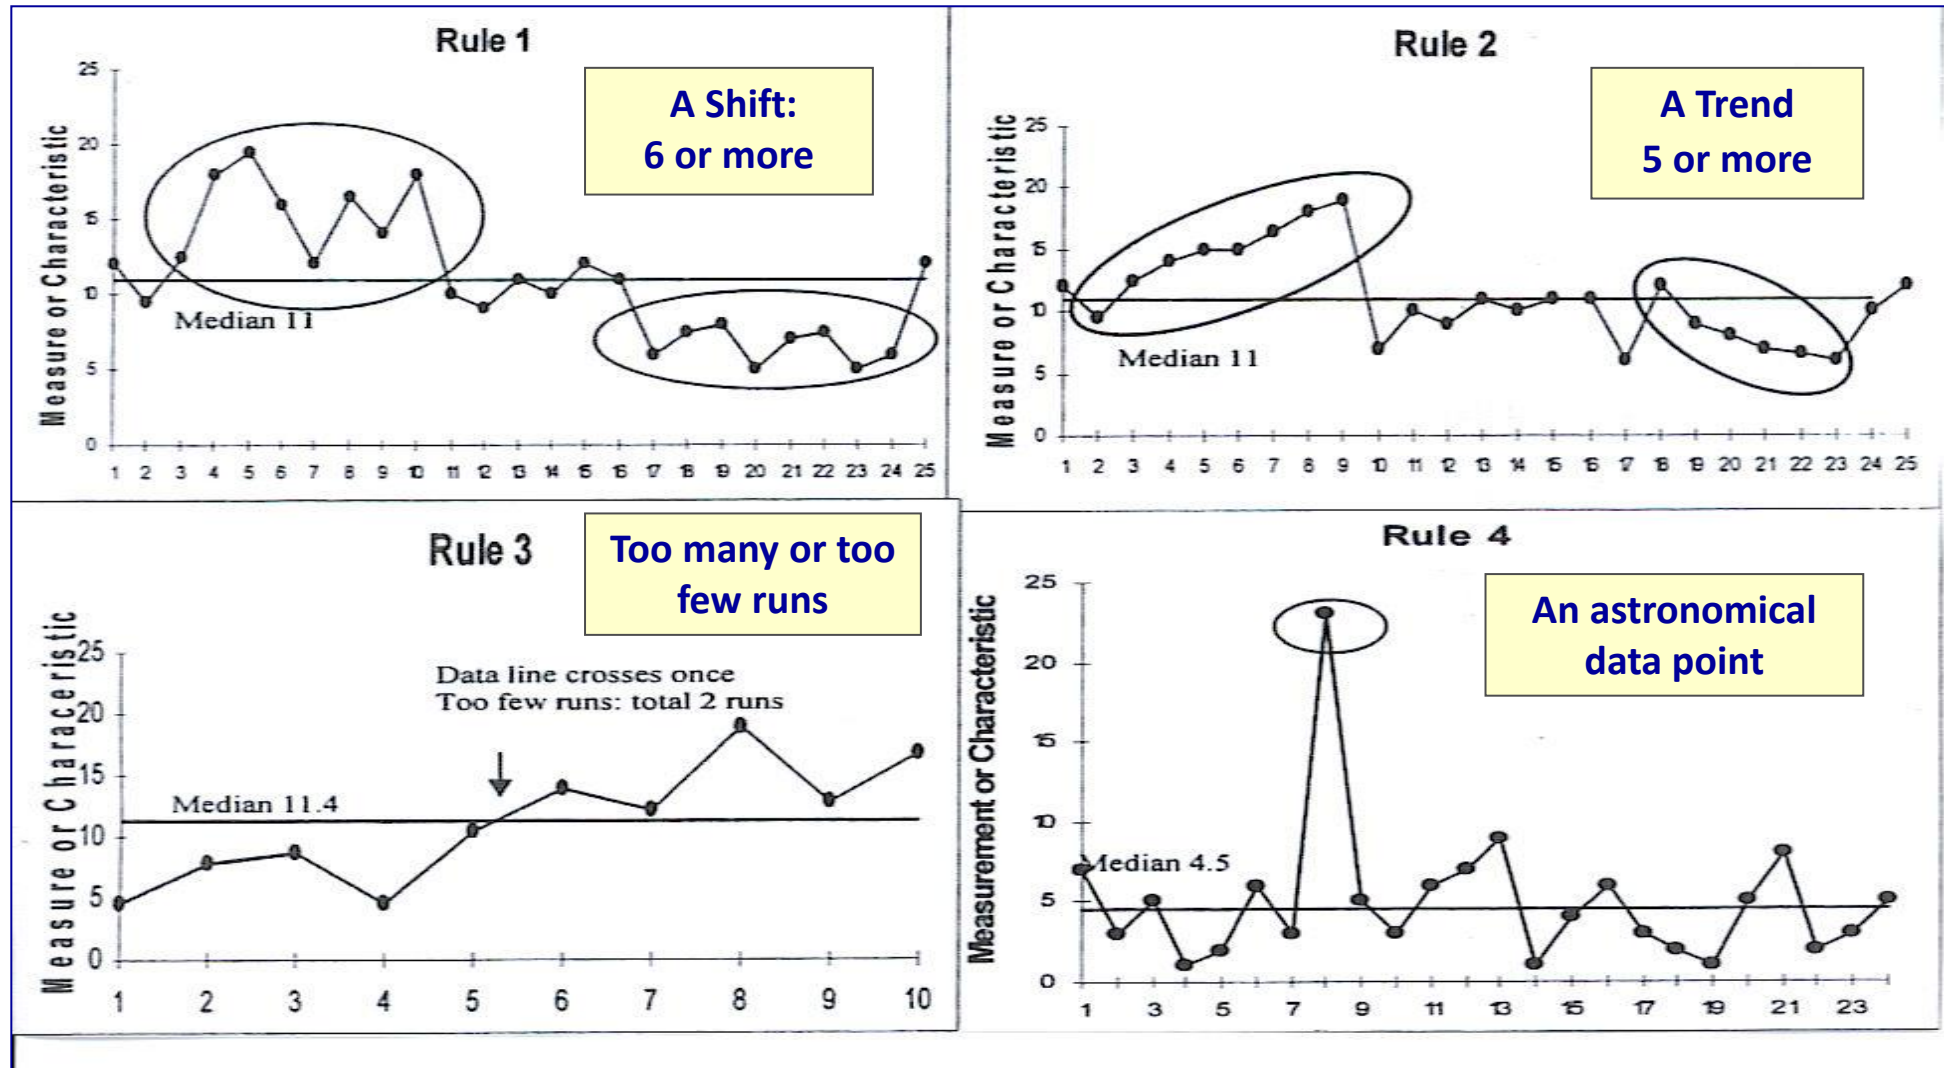 Rule 1
A Shift:
6 or more
Measure or Characteristic
25
20
15
10
5
0
Median 11
1 2 3 4 5 6 7 8 9 10 11 12 13 14 15 16 17 18 19 20 21 22 23 24 25
Rule 2
A Trend
5 or more
Measure or Characteristic
25
20
15
10
5
0
Median 11
1 2 3 4 5 6 7 8 9 10 11 12 13 14 15 16 17 18 19 20 21 22 23 24 25
Rule 3
Too many or too
few runs
Measure or Characteristic
25
20
15
10
5
0
Data line crosses once
Too few runs: total 2 runs
Median 11.4
1 2 3 4 5 6 7 8 9 10
Rule 4
An astronomical
data point
Measurement or Characteristic
25
20
15
10
5
0
Median 4.5
1 3 5 7 9 11 13 15 17 19 21 23